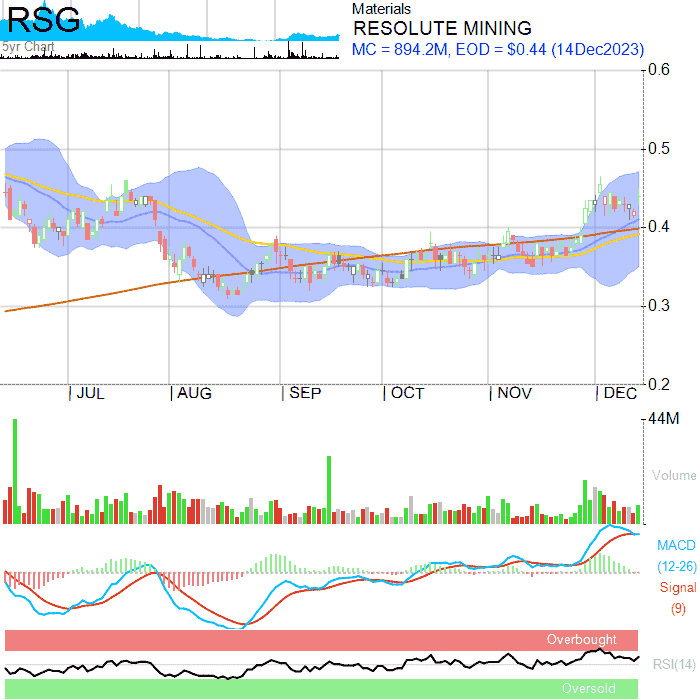 RSG
5yr Chart
Materials
RESOLUTE MINING
MC = 894.2M, EOD = $0.44 (14Dec2023)
0.6
0.5
0.4
0.3
0.2
JUL AUG SEP OCT NOV DEC
44M
Volume
MACD
(12-26)
Signal
(9)
Overbought
RSI(14)
Oversold